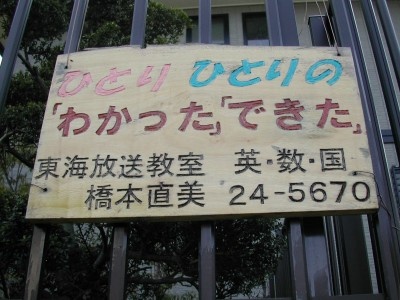 ひとり ひとりの
「わかった」「できた」
東海放送教室 英・数・国
橋本直美 24-5670